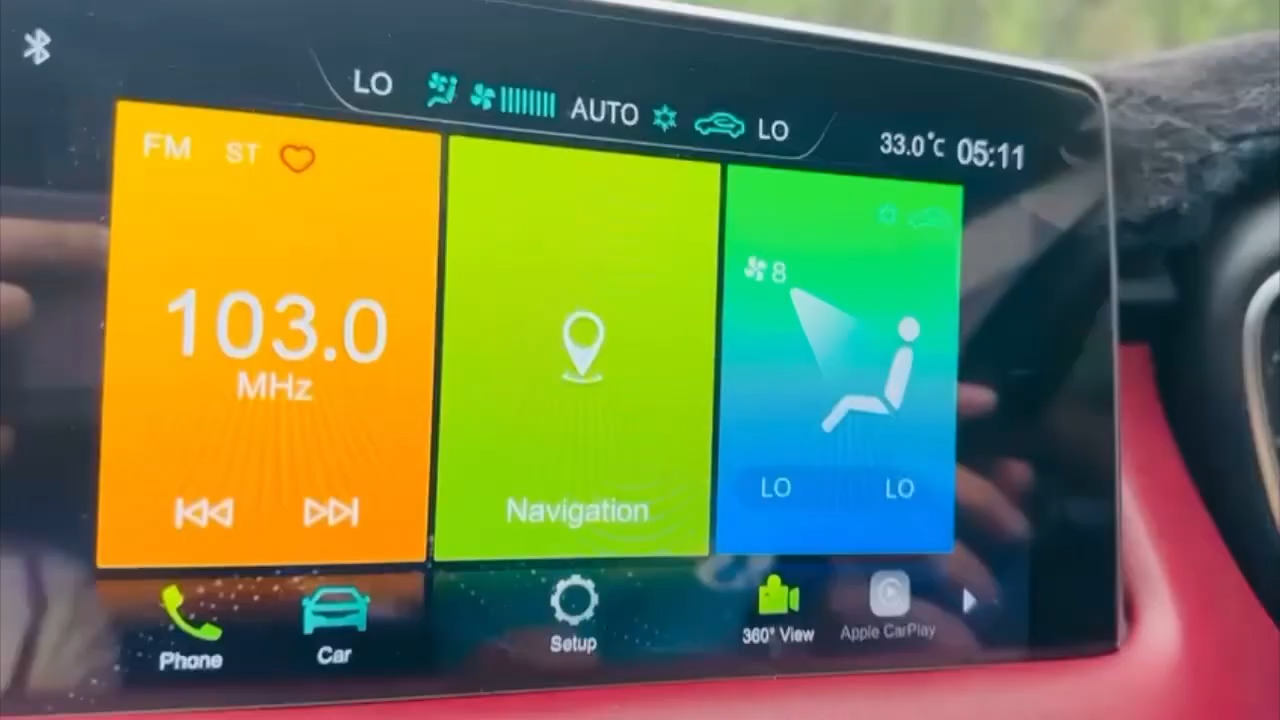 LO AUTO LO 33.0°C 05:11
FM ST
103.0
MHz
Navigation
8
LO LO
Phone
Car
Setup
360° View
Apple CarPlay